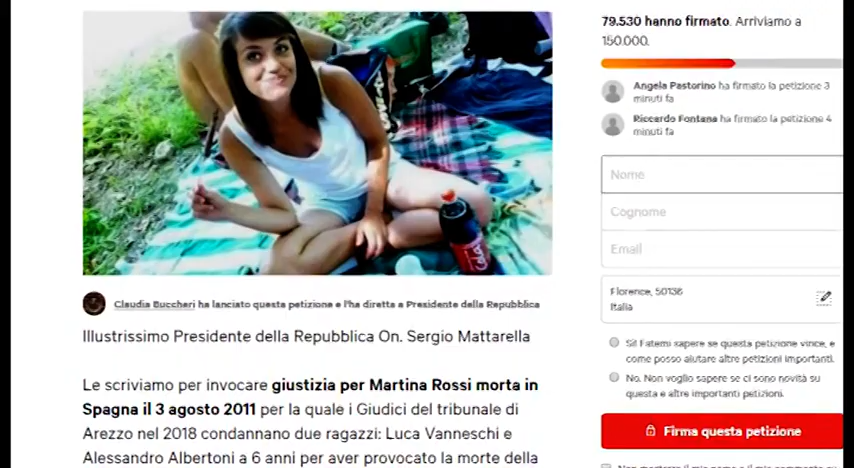 79.530 hanno firmato. Arriviamo a
150.000.
Angela Pastorino ha firmato la petizione 3
minuti fa
Riccardo Fontana ha firmato la petizione 4
minuti fa
Nome
Cognome
Email
Florence, 50136
Italia
Sì! Fatemi sapere se questa petizione vince, e
come posso aiutare altre petizioni importanti.
No. Non voglio sapere se ci sono novità su
questa e altre importanti petizioni.
Firma questa petizione
Cola
Claudia Buccheri ha lanciato questa petizione e l'ha diretta a Presidente della Repubblica
Illustrissimo Presidente della Repubblica On. Sergio Mattarella
Le scriviamo per invocare giustizia per Martina Rossi morta in
Spagna il 3 agosto 2011 per la quale i Giudici del tribunale di
Arezzo nel 2018 condannano due ragazzi: Luca Vanneschi e
Alessandro Albertoni a 6 anni per aver provocato la morte della